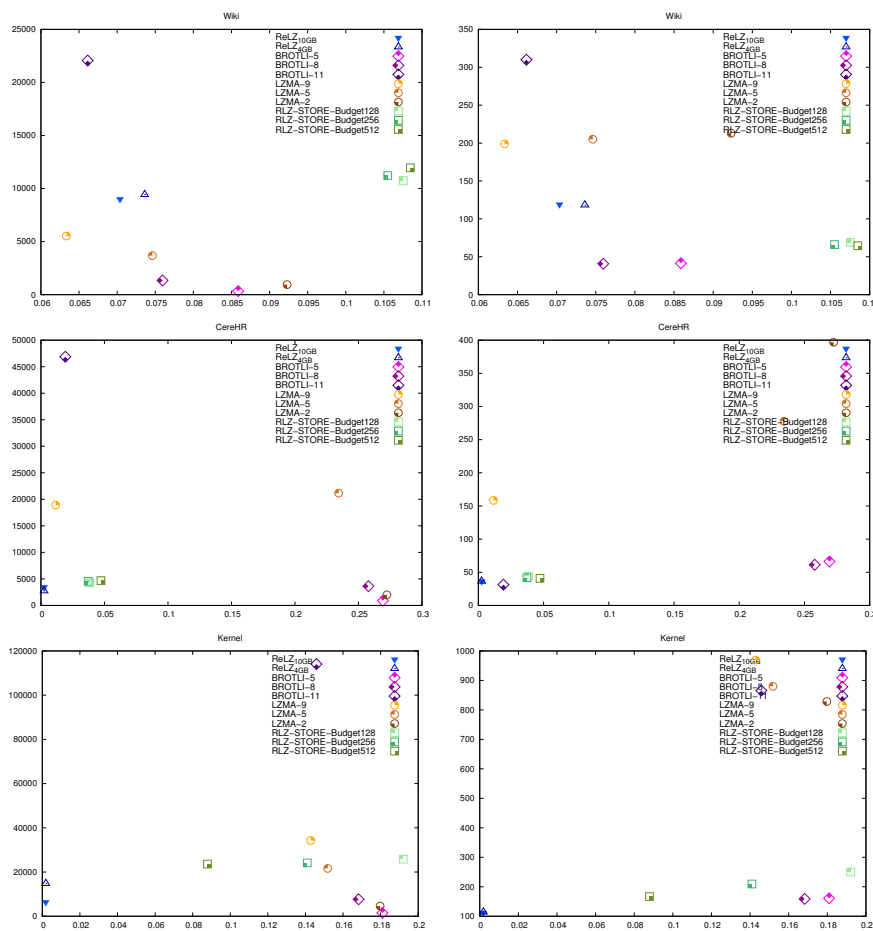 Wiki
25000
20000
15000
10000
5000
0
0.06 0.065 0.07 0.075 0.08 0.085 0.09 0.095 0.1 0.105 0.11
ReLZ10GB
ReLZ4GB
BROTLI-5
BROTLI-8
BROTLI-11
LZMA-9
LZMA-5
LZMA-2
RLZ-STORE-Budget128
RLZ-STORE-Budget256
RLZ-STORE-Budget512
Wiki
350
300
250
200
150
100
50
0
0.06 0.065 0.07 0.075 0.08 0.085 0.09 0.095 0.1 0.105 0.11
ReLZ10GB
ReLZ4GB
BROTLI-5
BROTLI-8
BROTLI-11
LZMA-9
LZMA-5
LZMA-2
RLZ-STORE-Budget128
RLZ-STORE-Budget256
RLZ-STORE-Budget512
CereHR
50000
45000
40000
35000
30000
25000
20000
15000
10000
5000
0
0 0.05 0.1 0.15 0.2 0.25 0.3
ReLZ10GB
ReLZ4GB
BROTLI-5
BROTLI-8
BROTLI-11
LZMA-9
LZMA-5
LZMA-2
RLZ-STORE-Budget128
RLZ-STORE-Budget256
RLZ-STORE-Budget512
CereHR
400
350
300
250
200
150
100
50
0
0 0.05 0.1 0.15 0.2 0.25 0.3
ReLZ10GB
ReLZ4GB
BROTLI-5
BROTLI-8
BROTLI-11
LZMA-9
LZMA-5
LZMA-2
RLZ-STORE-Budget128
RLZ-STORE-Budget256
RLZ-STORE-Budget512
Kernel
120000
100000
80000
60000
40000
20000
0
0 0.02 0.04 0.06 0.08 0.1 0.12 0.14 0.16 0.18 0.2
ReLZ10GB
ReLZ4GB
BROTLI-5
BROTLI-8
BROTLI-11
LZMA-9
LZMA-5
LZMA-2
RLZ-STORE-Budget128
RLZ-STORE-Budget256
RLZ-STORE-Budget512
Kernel
1000
900
800
700
600
500
400
300
200
100
0 0.02 0.04 0.06 0.08 0.1 0.12 0.14 0.16 0.18 0.2
ReLZ10GB
ReLZ4GB
BROTLI-5
BROTLI-8
BROTLI-11
LZMA-9
LZMA-5
LZMA-2
RLZ-STORE-Budget128
RLZ-STORE-Budget256
RLZ-STORE-Budget512